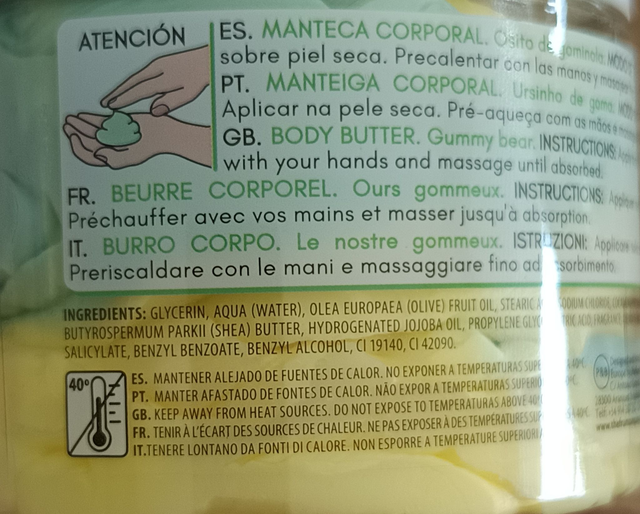 ATENCIÓN
ES. MANTECA CORPORAL. Osito de gominola. MODO
sobre piel seca. Precalentar con las manos y
PT. MANTEIGA CORPORAL. Ursinho de goma.
Aplicar na pele seca. Pré-aqueça com as mãos e
GB. BODY BUTTER. Gummy bear. INSTRUCTIONS:
with your hands and massage until absorbed.
FR. BEURRE CORPOREL. Ours gommeux. INSTRUCTIONS:
Préchauffer avec vos mains et masser jusqu'à absorption.
IT. BURRO CORPO. Le nostre gommeux. ISTRUZIONI: Applicare
Preriscaldare con le mani e massaggiare fino ad
INGREDIENTS: GLYCERIN, AQUA (WATER), OLEA EUROPAEA (OLIVE) FRUIT OIL, STEARIC
BUTYROSPERMUM PARKII (SHEA) BUTTER, HYDROGENATED JOJOBA OIL, PROPYLENE
SALICYLATE, BENZYL BENZOATE, BENZYL ALCOHOL, CI 19140, CI 42090.
40º
ES. MANTENER ALEJADO DE FUENTES DE CALOR. NO EXPONER A TEMPERATURAS
PT. MANTER AFASTADO DE FONTES DE CALOR. NÃO EXPOR A TEMPERATURAS
GB. KEEP AWAY FROM HEAT SOURCES. DO NOT EXPOSE TO TEMPERATURES ABOVE
FR. TENIR À L'ÉCART DES SOURCES DE CHALEUR. NE PAS EXPOSER À DES TEMPÉRATURES
IT.TENERE LONTANO DA FONTI DI CALORE. NON ESPORRE A TEMPERATURE